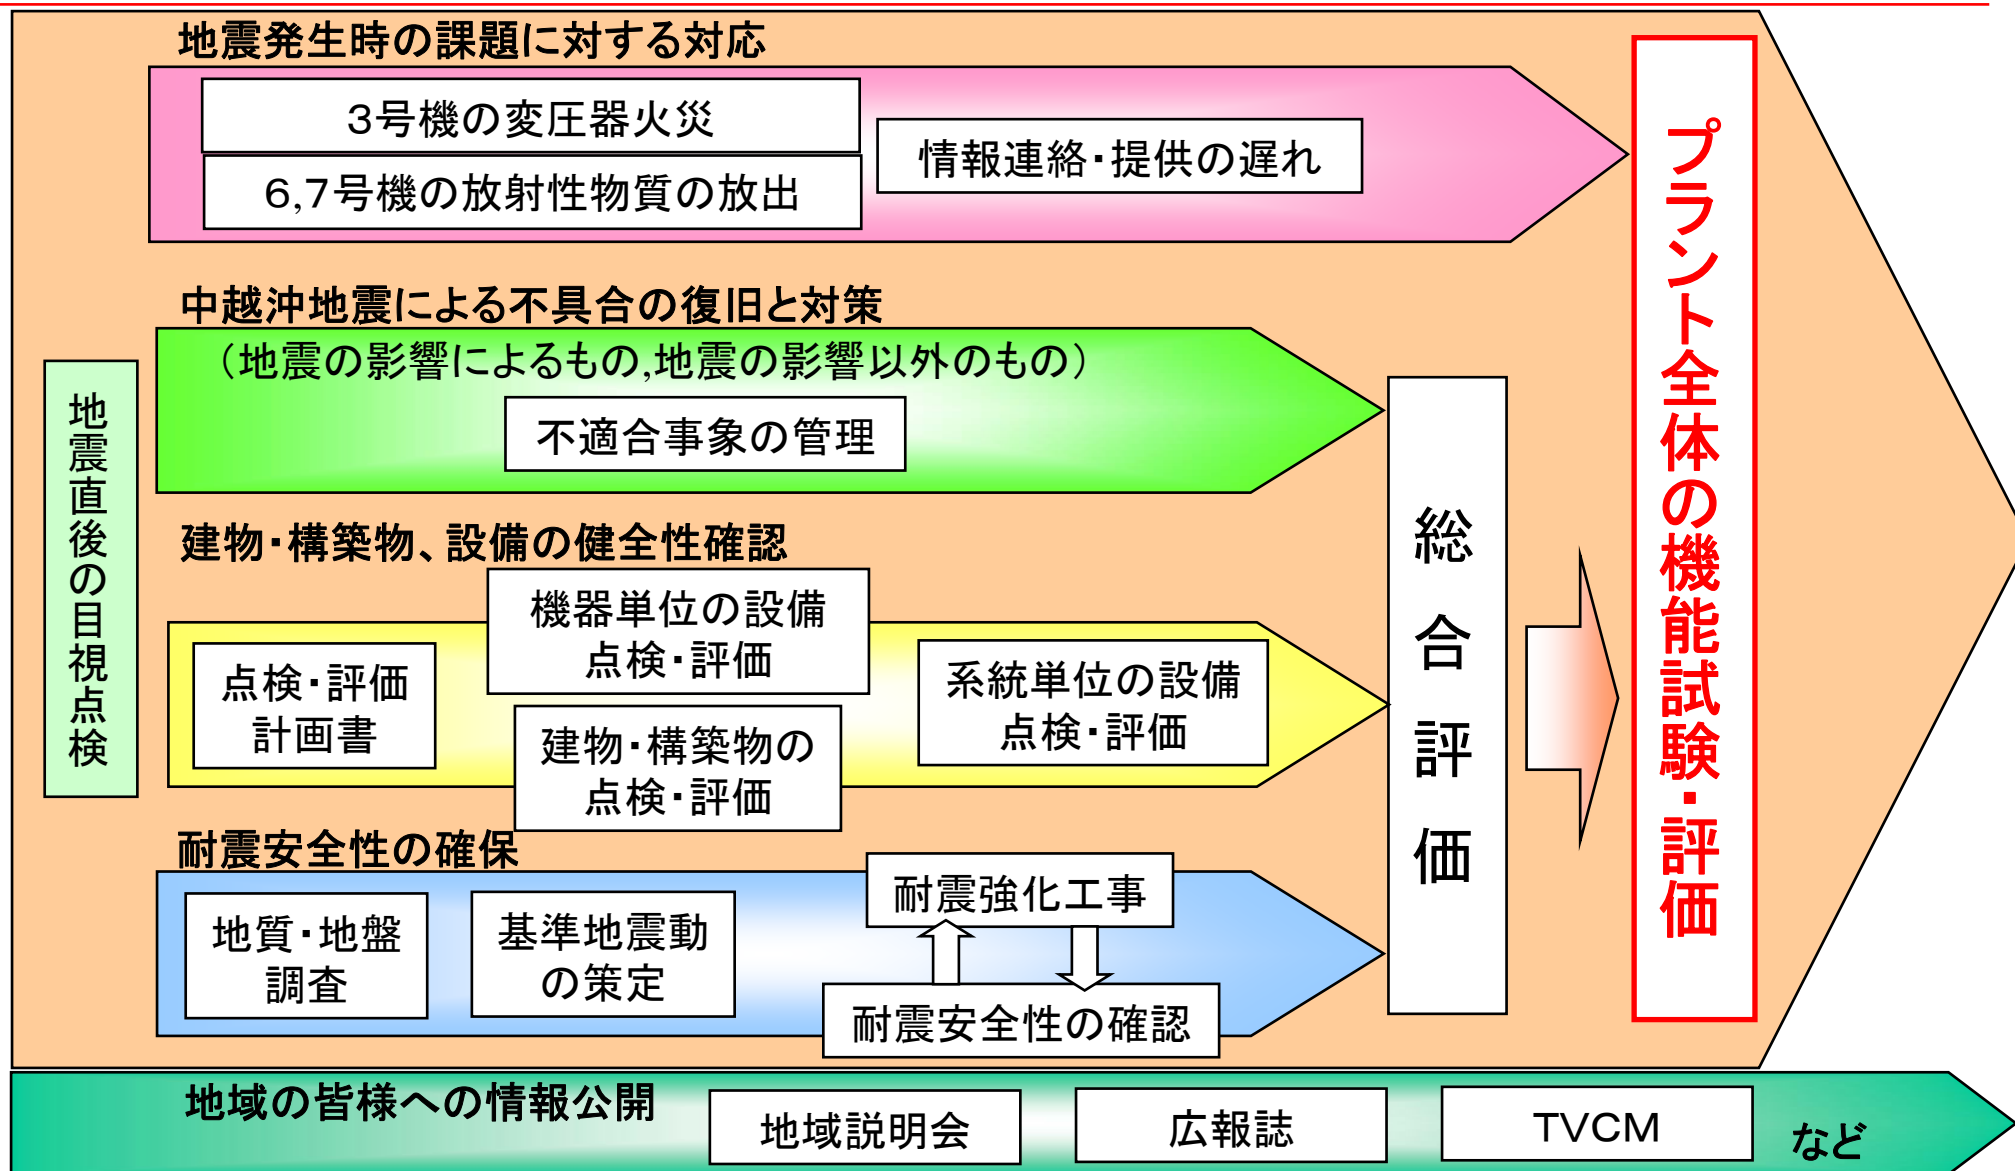 地震発生時の課題に対する対応
3号機の変圧器火災
6,7号機の放射性物質の放出
情報連絡・提供の遅れ
中越沖地震による不具合の復旧と対策
（地震の影響によるもの,地震の影響以外のもの）
不適合事象の管理
地震直後の目視点検
建物・構築物、設備の健全性確認
点検・評価
計画書
機器単位の設備
点検・評価
建物・構築物の
点検・評価
系統単位の設備
点検・評価
耐震安全性の確保
地質・地盤
調査
基準地震動
の策定
耐震強化工事
耐震安全性の確認
総合評価
プラント全体の機能試験・評価
地域の皆様への情報公開
地域説明会
広報誌
TVCM
など